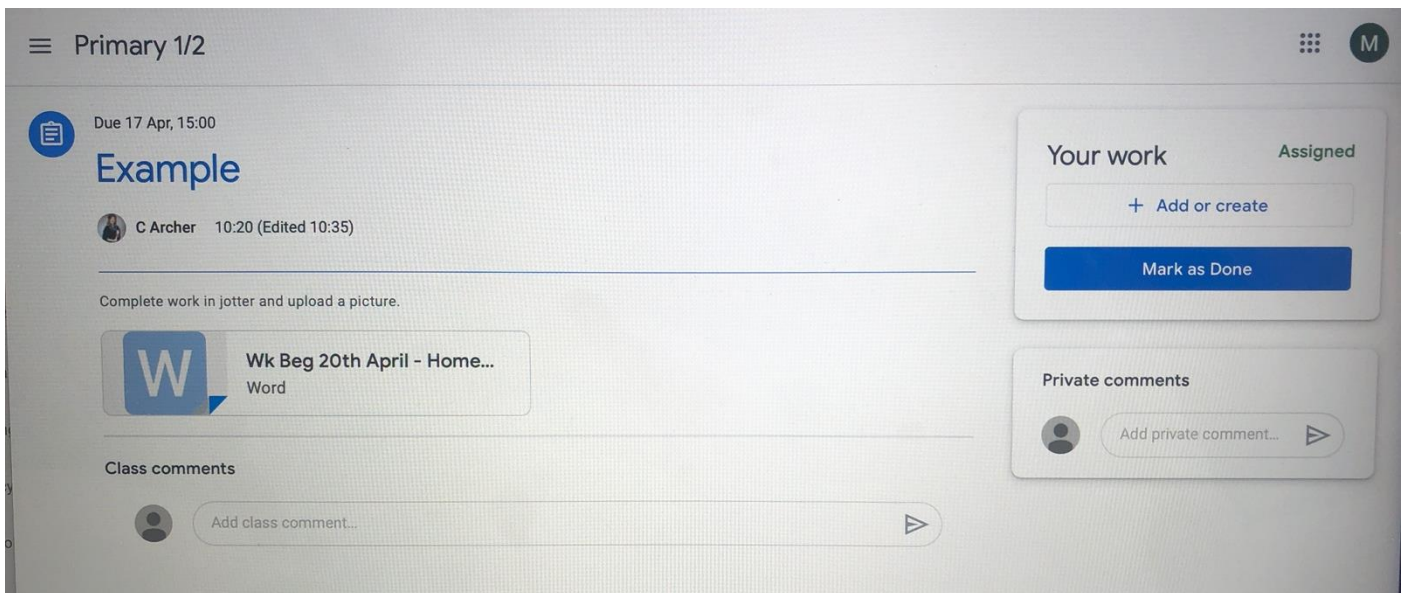 Primary 1/2
M
Due 17 Apr, 15:00
Example
C Archer 10:20 (Edited 10:35)
Complete work in jotter and upload a picture.
W
Wk Beg 20th April - Home...
Word
Class comments
Add class comment...
Your work Assigned
+ Add or create
Mark as Done
Private comments
Add private comment...